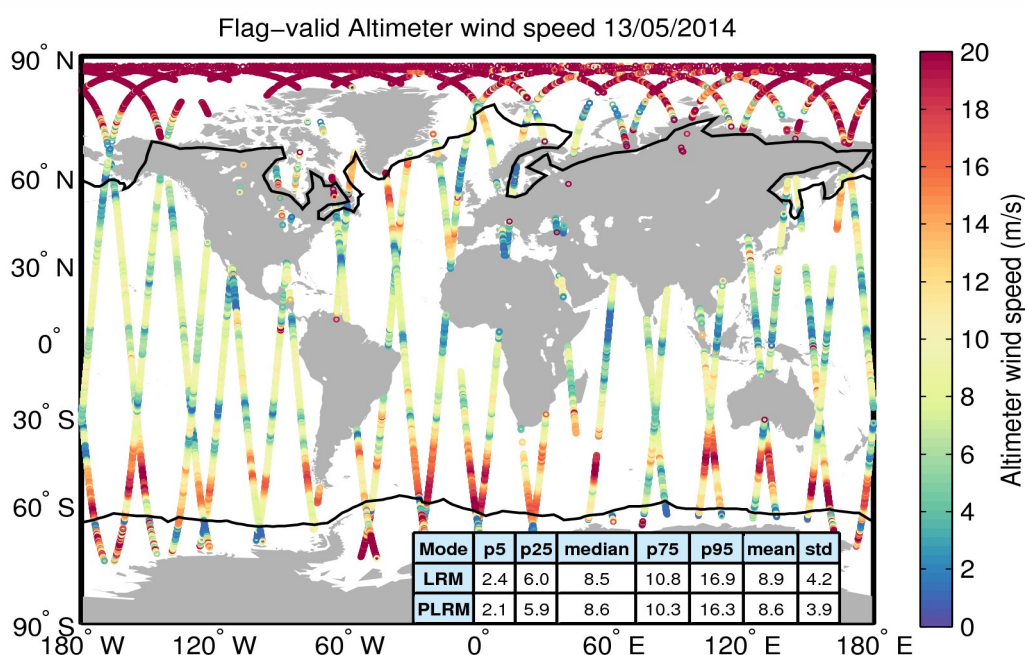 Flag−valid Altimeter wind speed 13/05/2014
90° N
60° N
30° N
0°
30° S
60° S
90° S
180° W
120° W
60° W
0°
60° E
120° E
180° E
20
18
16
14
12
10
8
6
4
2
0
Altimeter wind speed (m/s)
Mode p5 p25 median p75 p95 mean std
LRM 2.4 6.0 8.5 10.8 16.9 8.9 4.2
PLRM 2.1 5.9 8.6 10.3 16.3 8.6 3.9